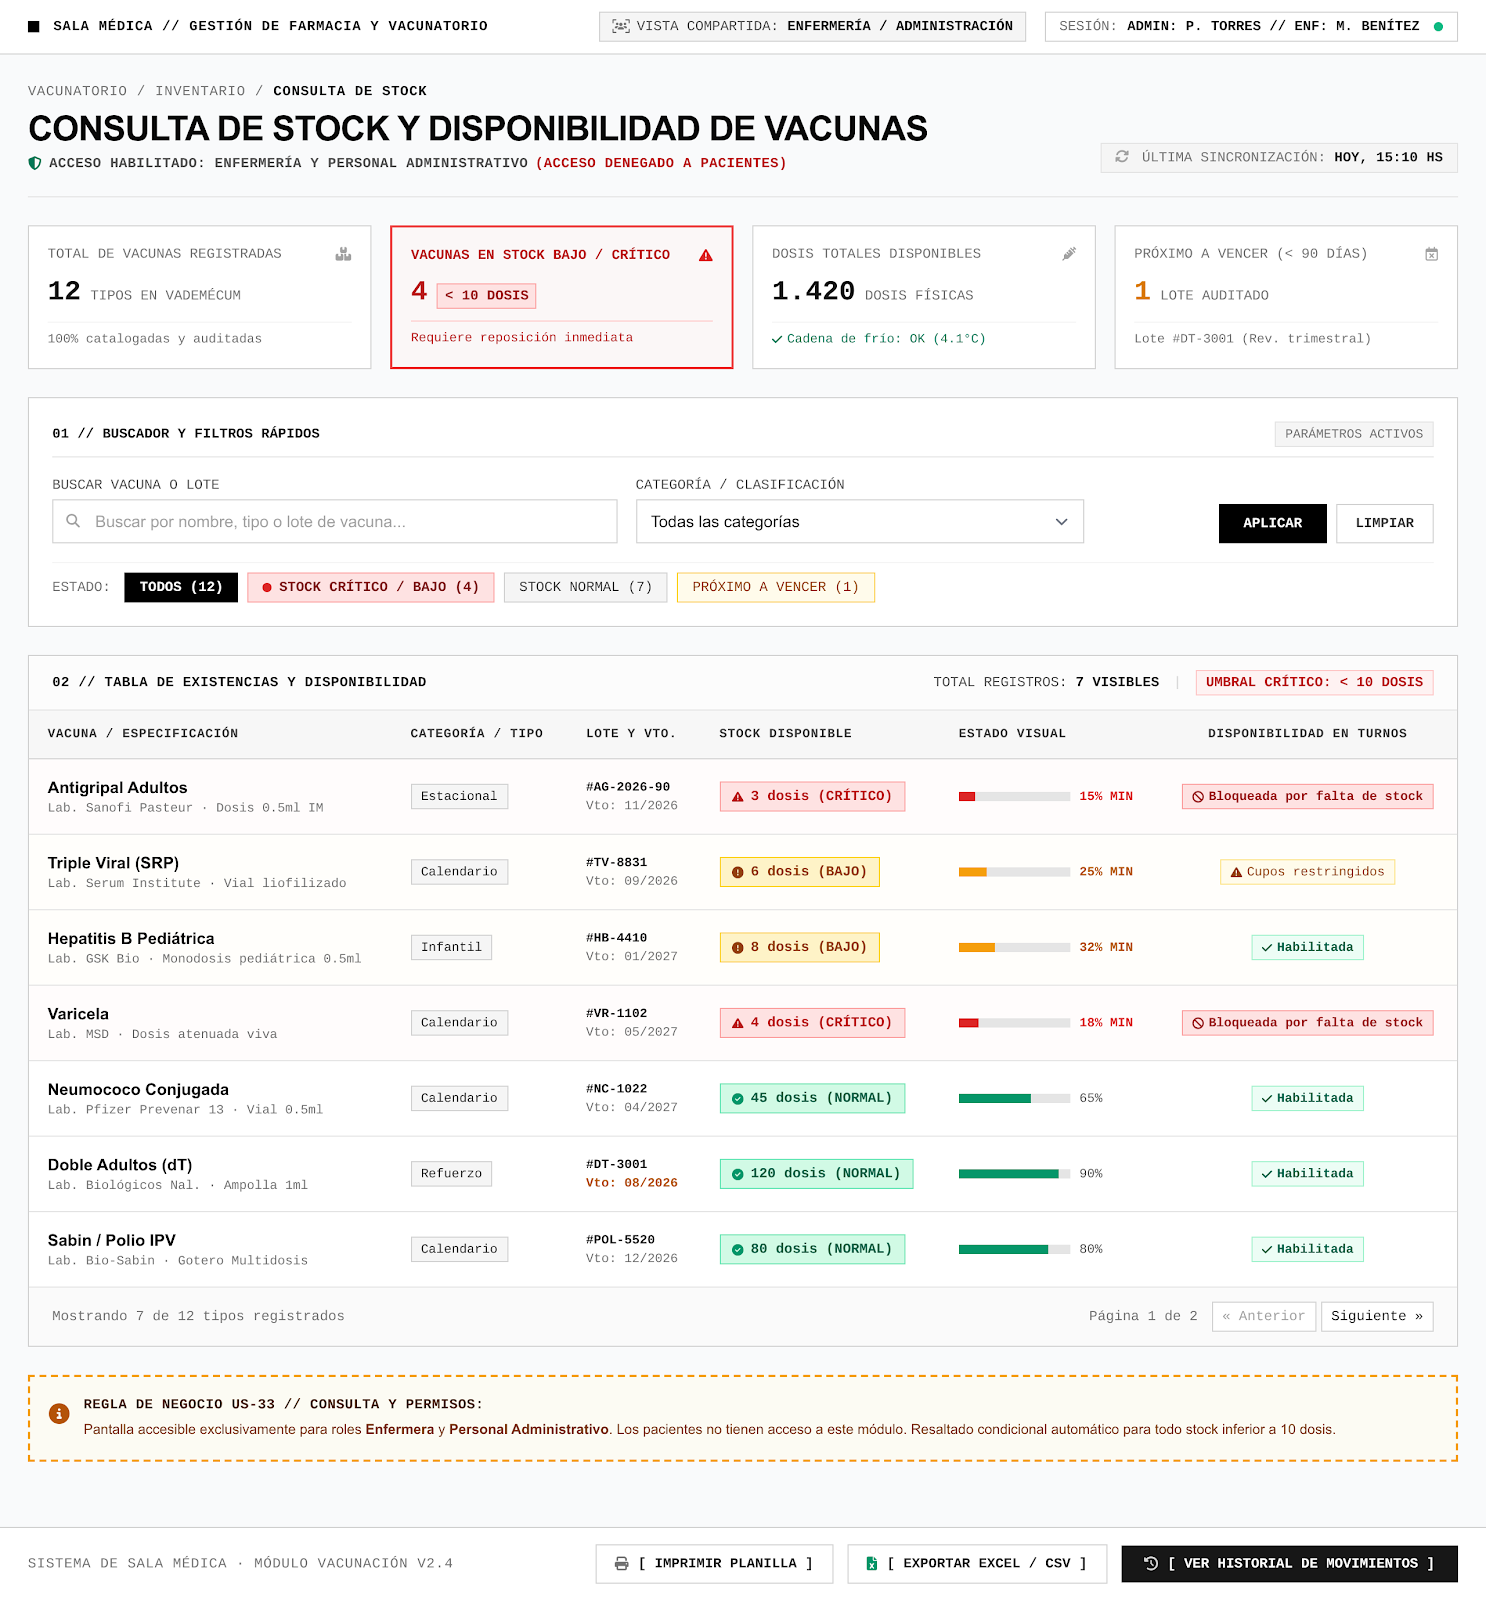 SALA MÉDICA // GESTIÓN DE FARMACIA Y VACUNATORIO
VISTA COMPARTIDA: ENFERMERÍA / ADMINISTRACIÓN
SESIÓN: ADMIN: P. TORRES // ENF: M. BENÍTEZ
VACUNATORIO / INVENTARIO / CONSULTA DE STOCK
CONSULTA DE STOCK Y DISPONIBILIDAD DE VACUNAS
ACCESO HABILITADO: ENFERMERÍA Y PERSONAL ADMINISTRATIVO (ACCESO DENEGADO A PACIENTES)
ÚLTIMA SINCRONIZACIÓN: HOY, 15:10 HS
TOTAL DE VACUNAS REGISTRADAS
12 TIPOS EN VADEMÉCUM
100% catalogadas y auditadas
VACUNAS EN STOCK BAJO / CRÍTICO
4 < 10 DOSIS
Requiere reposición inmediata
DOSIS TOTALES DISPONIBLES
1.420 DOSIS FÍSICAS
Cadena de frío: OK (4.1°C)
PRÓXIMO A VENCER (< 90 DÍAS)
1 LOTE AUDITADO
Lote #DT-3001 (Rev. trimestral)
01 // BUSCADOR Y FILTROS RÁPIDOS
PARÁMETROS ACTIVOS
BUSCAR VACUNA O LOTE
Buscar por nombre, tipo o lote de vacuna...
CATEGORÍA / CLASIFICACIÓN
Todas las categorías
APLICAR
LIMPIAR
ESTADO: TODOS (12) STOCK CRÍTICO / BAJO (4) STOCK NORMAL (7) PRÓXIMO A VENCER (1)
02 // TABLA DE EXISTENCIAS Y DISPONIBILIDAD
TOTAL REGISTROS: 7 VISIBLES | UMBRAL CRÍTICO: < 10 DOSIS
VACUNA / ESPECIFICACIÓN CATEGORÍA / TIPO LOTE Y VTO. STOCK DISPONIBLE ESTADO VISUAL DISPONIBILIDAD EN TURNOS
Antigripal Adultos
Lab. Sanofi Pasteur · Dosis 0.5ml IM
Estacional
#AG-2026-90
Vto: 11/2026
3 dosis (CRÍTICO)
15% MIN
Bloqueada por falta de stock
Triple Viral (SRP)
Lab. Serum Institute · Vial liofilizado
Calendario
#TV-8831
Vto: 09/2026
6 dosis (BAJO)
25% MIN
Cupos restringidos
Hepatitis B Pediátrica
Lab. GSK Bio · Monodosis pediátrica 0.5ml
Infantil
#HB-4410
Vto: 01/2027
8 dosis (BAJO)
32% MIN
Habilitada
Varicela
Lab. MSD · Dosis atenuada viva
Calendario
#VR-1102
Vto: 05/2027
4 dosis (CRÍTICO)
18% MIN
Bloqueada por falta de stock
Neumococo Conjugada
Lab. Pfizer Prevenar 13 · Vial 0.5ml
Calendario
#NC-1022
Vto: 04/2027
45 dosis (NORMAL)
65%
Habilitada
Doble Adultos (dT)
Lab. Biológicos Nal. · Ampolla 1ml
Refuerzo
#DT-3001
Vto: 08/2026
120 dosis (NORMAL)
90%
Habilitada
Sabin / Polio IPV
Lab. Bio-Sabin · Gotero Multidosis
Calendario
#POL-5520
Vto: 12/2026
80 dosis (NORMAL)
80%
Habilitada
Mostrando 7 de 12 tipos registrados
Página 1 de 2 « Anterior Siguiente »
REGLA DE NEGOCIO US-33 // CONSULTA Y PERMISOS:
Pantalla accesible exclusivamente para roles Enfermera y Personal Administrativo. Los pacientes no tienen acceso a este módulo. Resaltado condicional automático para todo stock inferior a 10 dosis.
SISTEMA DE SALA MÉDICA · MÓDULO VACUNACIÓN V2.4
[ IMPRIMIR PLANILLA ]
[ EXPORTAR EXCEL / CSV ]
[ VER HISTORIAL DE MOVIMIENTOS ]